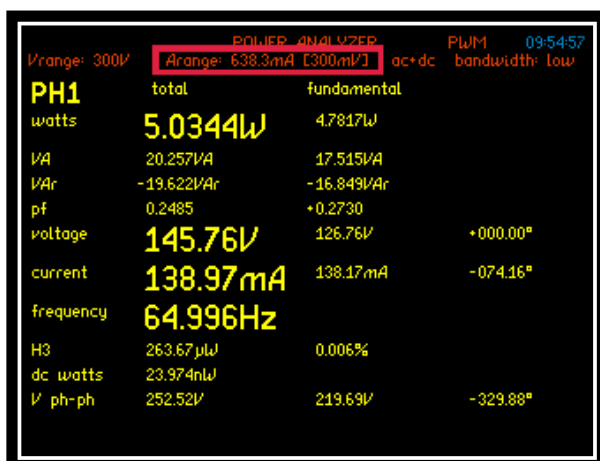 POWER ANALYZER PWM 09:54:57
Vrange: 300V Arange: 638.3mA [300mV] ac+dc bandwidth: low
PH1 total fundamental
watts 5.0344W 4.7817W
VA 20.257VA 17.515VA
VAr -19.622VAr -16.849VAr
pf 0.2485 +0.2730
voltage 145.76V 126.76V +000.00°
current 138.97mA 138.17mA -074.16°
frequency 64.996Hz
H3 263.67µW 0.006%
dc watts 23.974nW
V ph-ph 252.52V 219.69V -329.88°